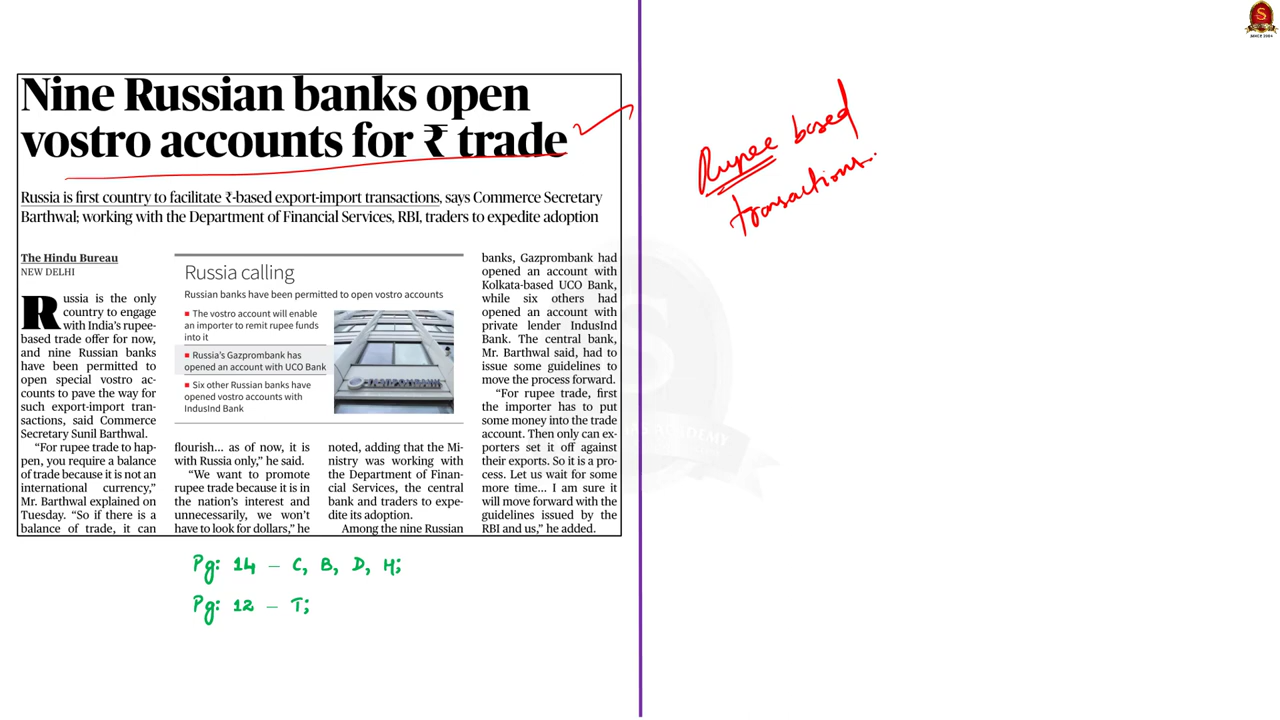 Nine Russian banks open
vostro accounts for ₹ trade
Russia is first country to facilitate ₹-based export-import transactions, says Commerce Secretary
Barthwal; working with the Department of Financial Services, RBI, traders to expedite adoption
The Hindu Bureau
NEW DELHI
Russia is the only
country to engage
with India's rupee-
based trade offer for now,
and nine Russian banks
have been permitted to
open special vostro ac-
counts to pave the way for
such export-import tran-
sactions, said Commerce
Secretary Sunil Barthwal.
"For rupee trade to hap-
pen, you require a balance
of trade because it is not an
international currency,"
Mr. Barthwal explained on
Tuesday. "So if there is a
balance of trade, it can
Russia calling
Russian banks have been permitted to open vostro accounts
■ The vostro account will enable
an importer to remit rupee funds
into it
■ Russia's Gazprombank has
opened an account with UCO Bank
■ Six other Russian banks have
opened vostro accounts with
IndusInd Bank
flourish... as of now, it is
with Russia only," he said.
"We want to promote
rupee trade because it is in
the nation's interest and
unnecessarily, we won't
have to look for dollars," he
noted, adding that the Mi-
nistry was working with
the Department of Finan-
cial Services, the central
bank and traders to expe-
dite its adoption.
Among the nine Russian
banks, Gazprombank had
opened an account with
Kolkata-based UCO Bank,
while six others had
opened an account with
private lender IndusInd
Bank. The central bank,
Mr. Barthwal said, had to
issue some guidelines to
move the process forward.
"For rupee trade, first
the importer has to put
some money into the trade
account. Then only can ex-
porters set it off against
their exports. So it is a pro-
cess. Let us wait for some
more time... I am sure it
will move forward with the
guidelines issued by the
RBI and us," he added.
Pg: 14 - C, B, D, H;
Pg: 12 - T;
Rupee based
transactions.
S
SINCE 2004